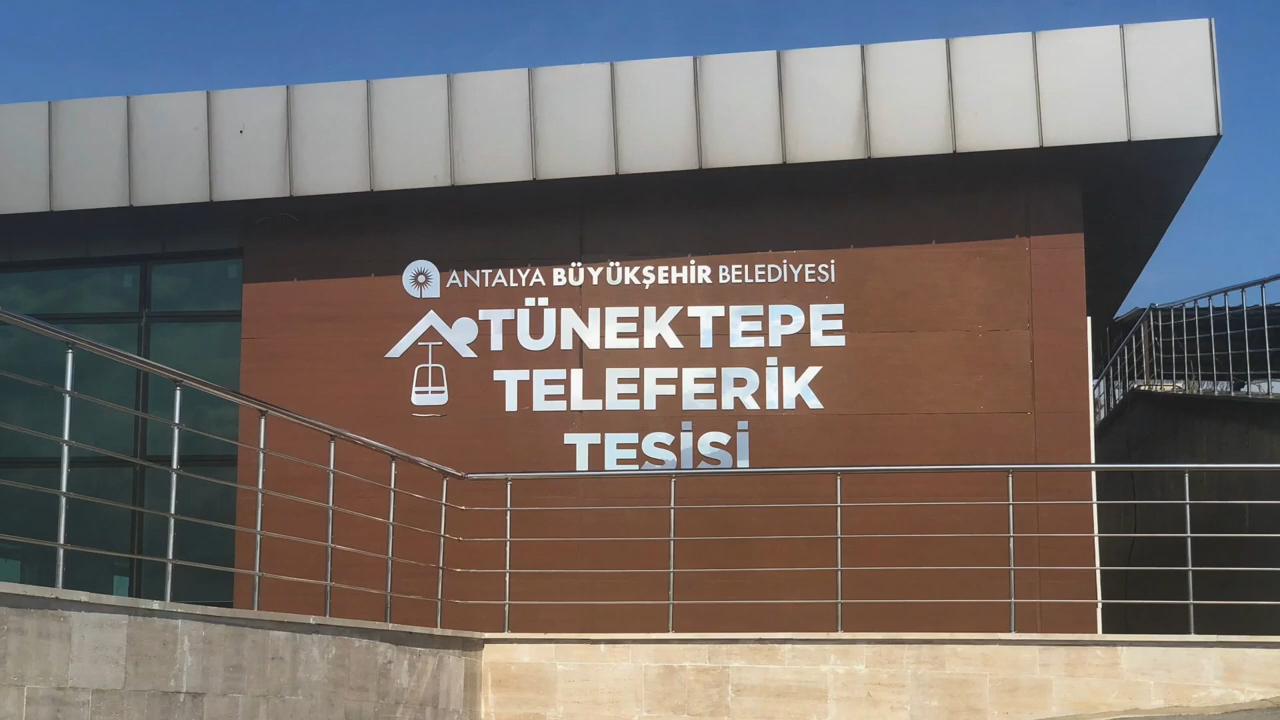 ANTALYA BÜYÜKŞEHİR BELEDİYESİ
TÜNEKTEPE
TELEFERİK
TESİSİ